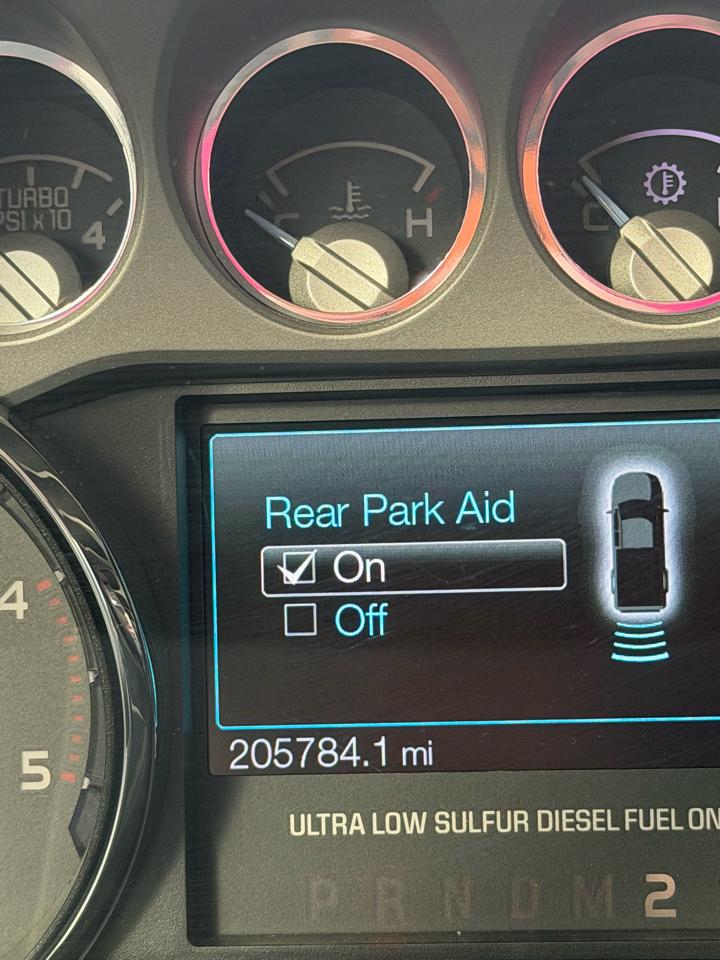 TURBO
PSI x 10
4
C
H
C
Rear Park Aid
On
Off
4
5
205784.1 mi
ULTRA LOW SULFUR DIESEL FUEL ON
P R N D M 2